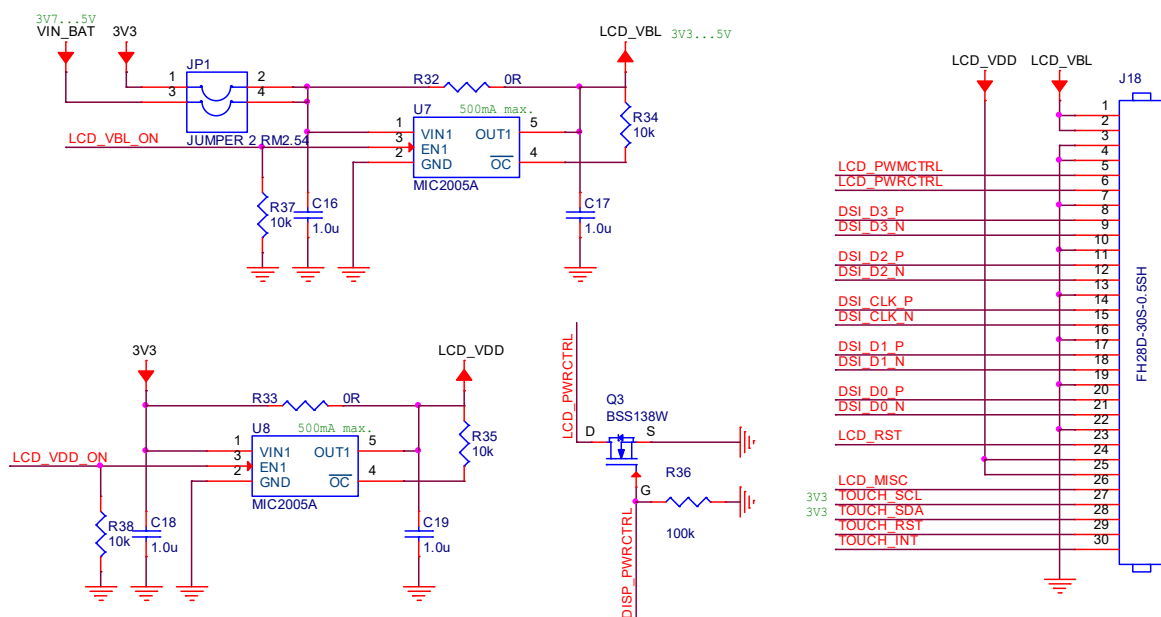 3V7...5V
VIN_BAT
3V3
JP1
1
2
3
4
JUMPER 2 RM2.54
R32
0R
LCD_VBL
3V3...5V
U7
500mA max.
1
VIN1
OUT1
5
3
EN1
2
GND
OC
4
MIC2005A
R34
10k
LCD_VBL_ON
R37
10k
C16
1.0u
C17
1.0u
3V3
R33
0R
LCD_VDD
U8
500mA max.
1
VIN1
OUT1
5
3
EN1
2
GND
OC
4
MIC2005A
R35
10k
LCD_VDD_ON
R38
10k
C18
1.0u
C19
1.0u
LCD_PWRCTRL
Q3
BSS138W
D
S
G
R36
100k
DISP_PWRCTRL
LCD_VDD
LCD_VBL
J18
1
2
3
4
LCD_PWMCTRL
5
LCD_PWRCTRL
6
7
DSI_D3_P
8
DSI_D3_N
9
10
DSI_D2_P
11
DSI_D2_N
12
13
DSI_CLK_P
14
DSI_CLK_N
15
16
DSI_D1_P
17
DSI_D1_N
18
19
DSI_D0_P
20
DSI_D0_N
21
22
LCD_RST
23
24
25
LCD_MISC
26
3V3
TOUCH_SCL
27
3V3
TOUCH_SDA
28
TOUCH_RST
29
TOUCH_INT
30
FH28D-30S-0.5SH